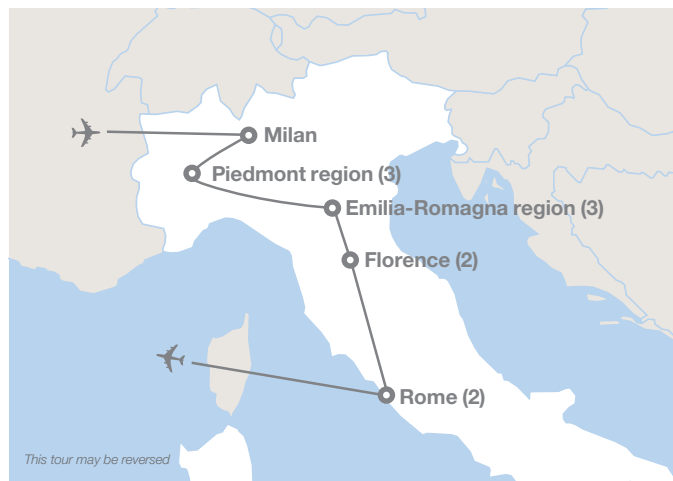 Milan
Piedmont region (3)
Emilia-Romagna region (3)
Florence (2)
Rome (2)
This tour may be reversed